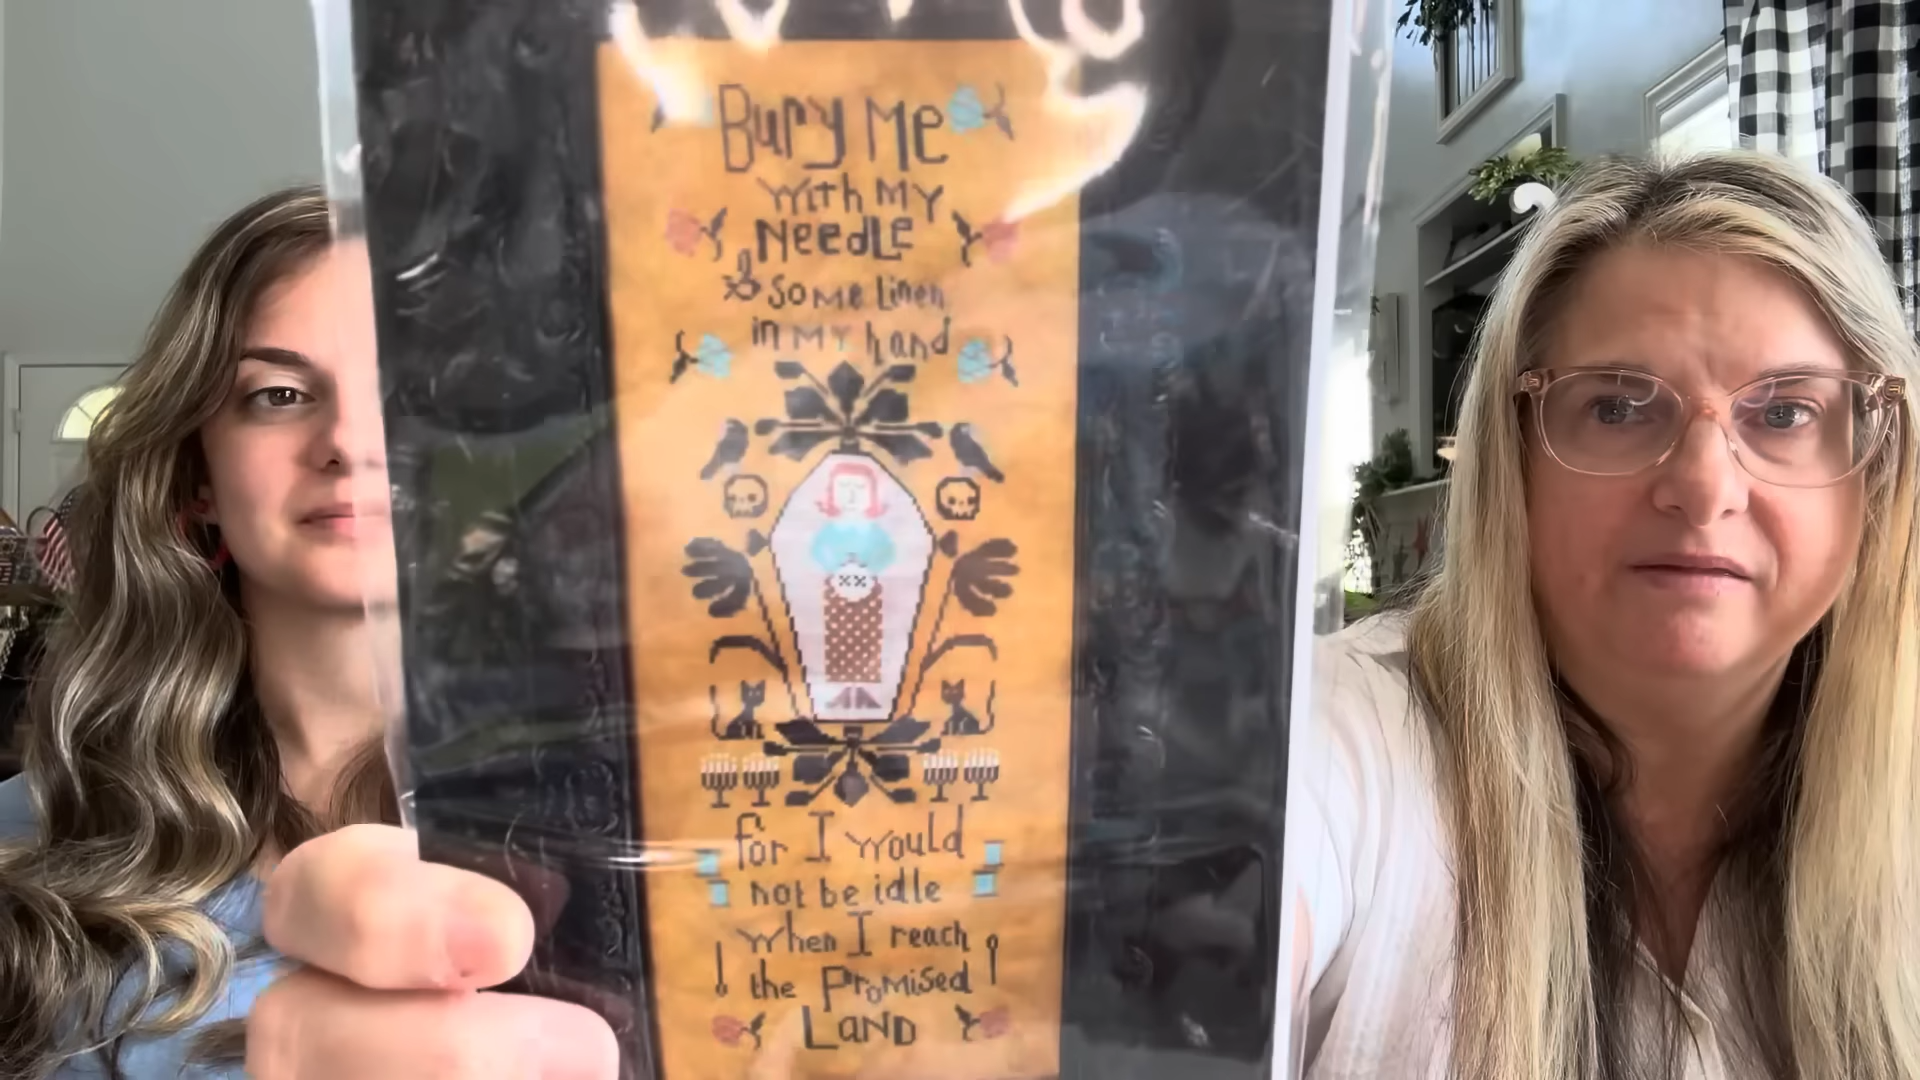 Bury Me
With My
Needle
& Some linen
in My hand
for I would
not be idle
When I reach
the Promised
Land